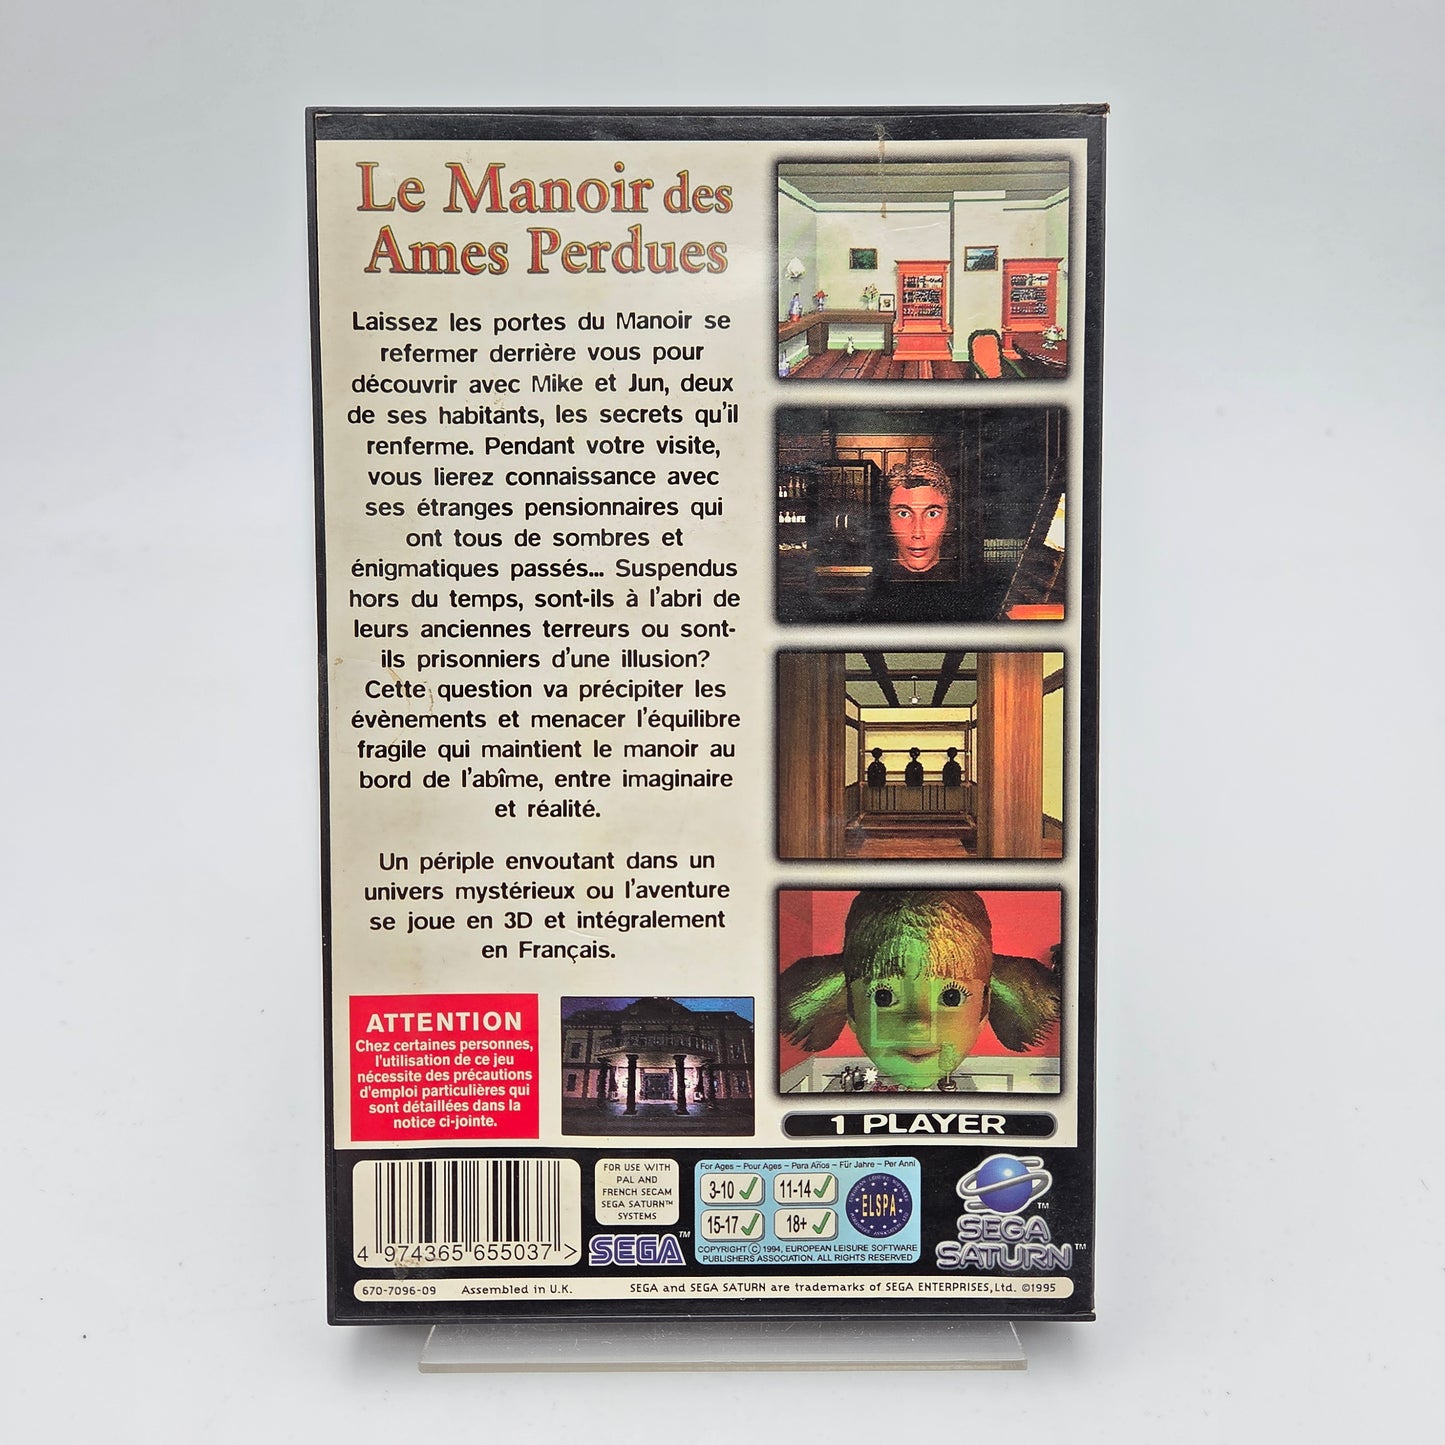 Le Manoir des
Ames Perdues
Laissez les portes du Manoir se
refermer derrière vous pour
découvrir avec Mike et Jun, deux
de ses habitants, les secrets qu'il
renferme. Pendant votre visite,
vous lierez connaissance avec
ses étranges pensionnaires qui
ont tous de sombres et
énigmatiques passés... Suspendus
hors du temps, sont-ils à l'abri de
leurs anciennes terreurs ou sont-
ils prisonniers d'une illusion?
Cette question va précipiter les
évènements et menacer l'équilibre
fragile qui maintient le manoir au
bord de l'abîme, entre imaginaire
et réalité.
Un périple envoutant dans un
univers mystérieux ou l'aventure
se joue en 3D et intégralement
en Français.
ATTENTION
Chez certaines personnes,
l'utilisation de ce jeu
nécessite des précautions
d'emploi particulières qui
sont détaillées dans la
notice ci-jointe.
1 PLAYER
4 974365 655037 >
FOR USE WITH
PAL AND
FRENCH SECAM
SEGA SATURN™
SYSTEMS
SEGA™
For Ages – Pour Ages – Para Años – Für Jahre – Per Anni
3-10 ✓ 11-14 ✓
15-17 ✓ 18+ ✓
ELSPA
COPYRIGHT © 1994, EUROPEAN LEISURE SOFTWARE
PUBLISHERS ASSOCIATION. ALL RIGHTS RESERVED
™
SEGA
SATURN™
670-7096-09 Assembled in U.K. SEGA and SEGA SATURN are trademarks of SEGA ENTERPRISES, Ltd. ©1995